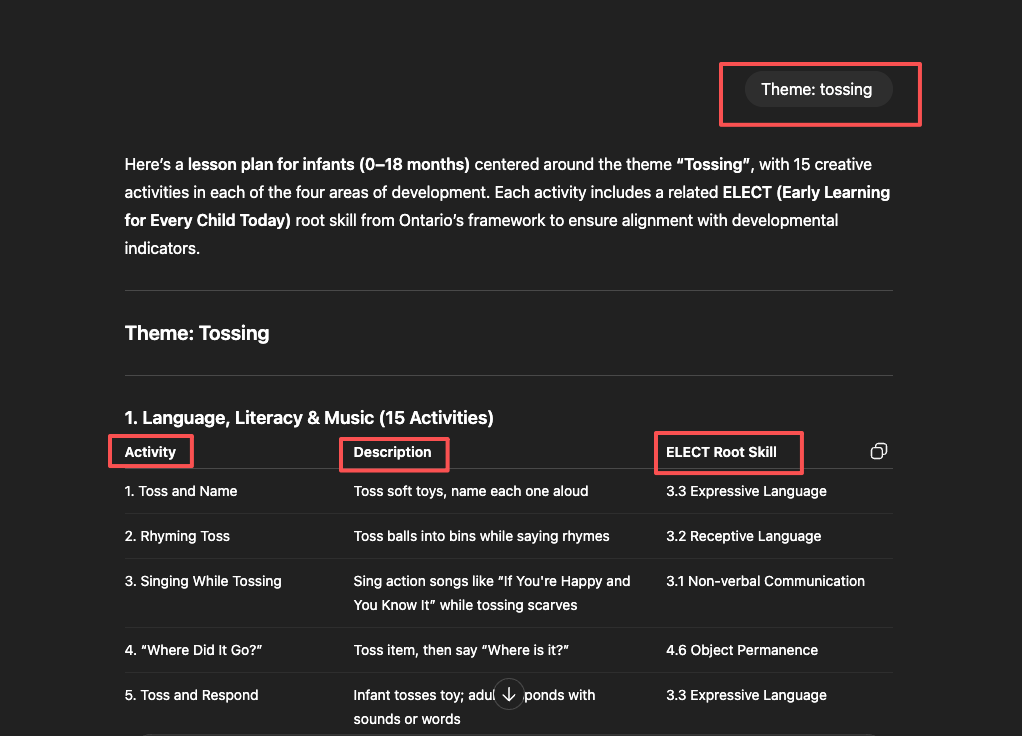 Theme: tossing
Here’s a lesson plan for infants (0–18 months) centered around the theme “Tossing”, with 15 creative
activities in each of the four areas of development. Each activity includes a related ELECT (Early Learning
for Every Child Today) root skill from Ontario’s framework to ensure alignment with developmental
indicators.
Theme: Tossing
1. Language, Literacy & Music (15 Activities)
Activity Description ELECT Root Skill
1. Toss and Name Toss soft toys, name each one aloud 3.3 Expressive Language
2. Rhyming Toss Toss balls into bins while saying rhymes 3.2 Receptive Language
3. Singing While Tossing Sing action songs like “If You're Happy and 3.1 Non-verbal Communication
You Know It” while tossing scarves
4. “Where Did It Go?” Toss item, then say “Where is it?” 4.6 Object Permanence
5. Toss and Respond Infant tosses toy; with 3.3 Expressive Language
sounds or words